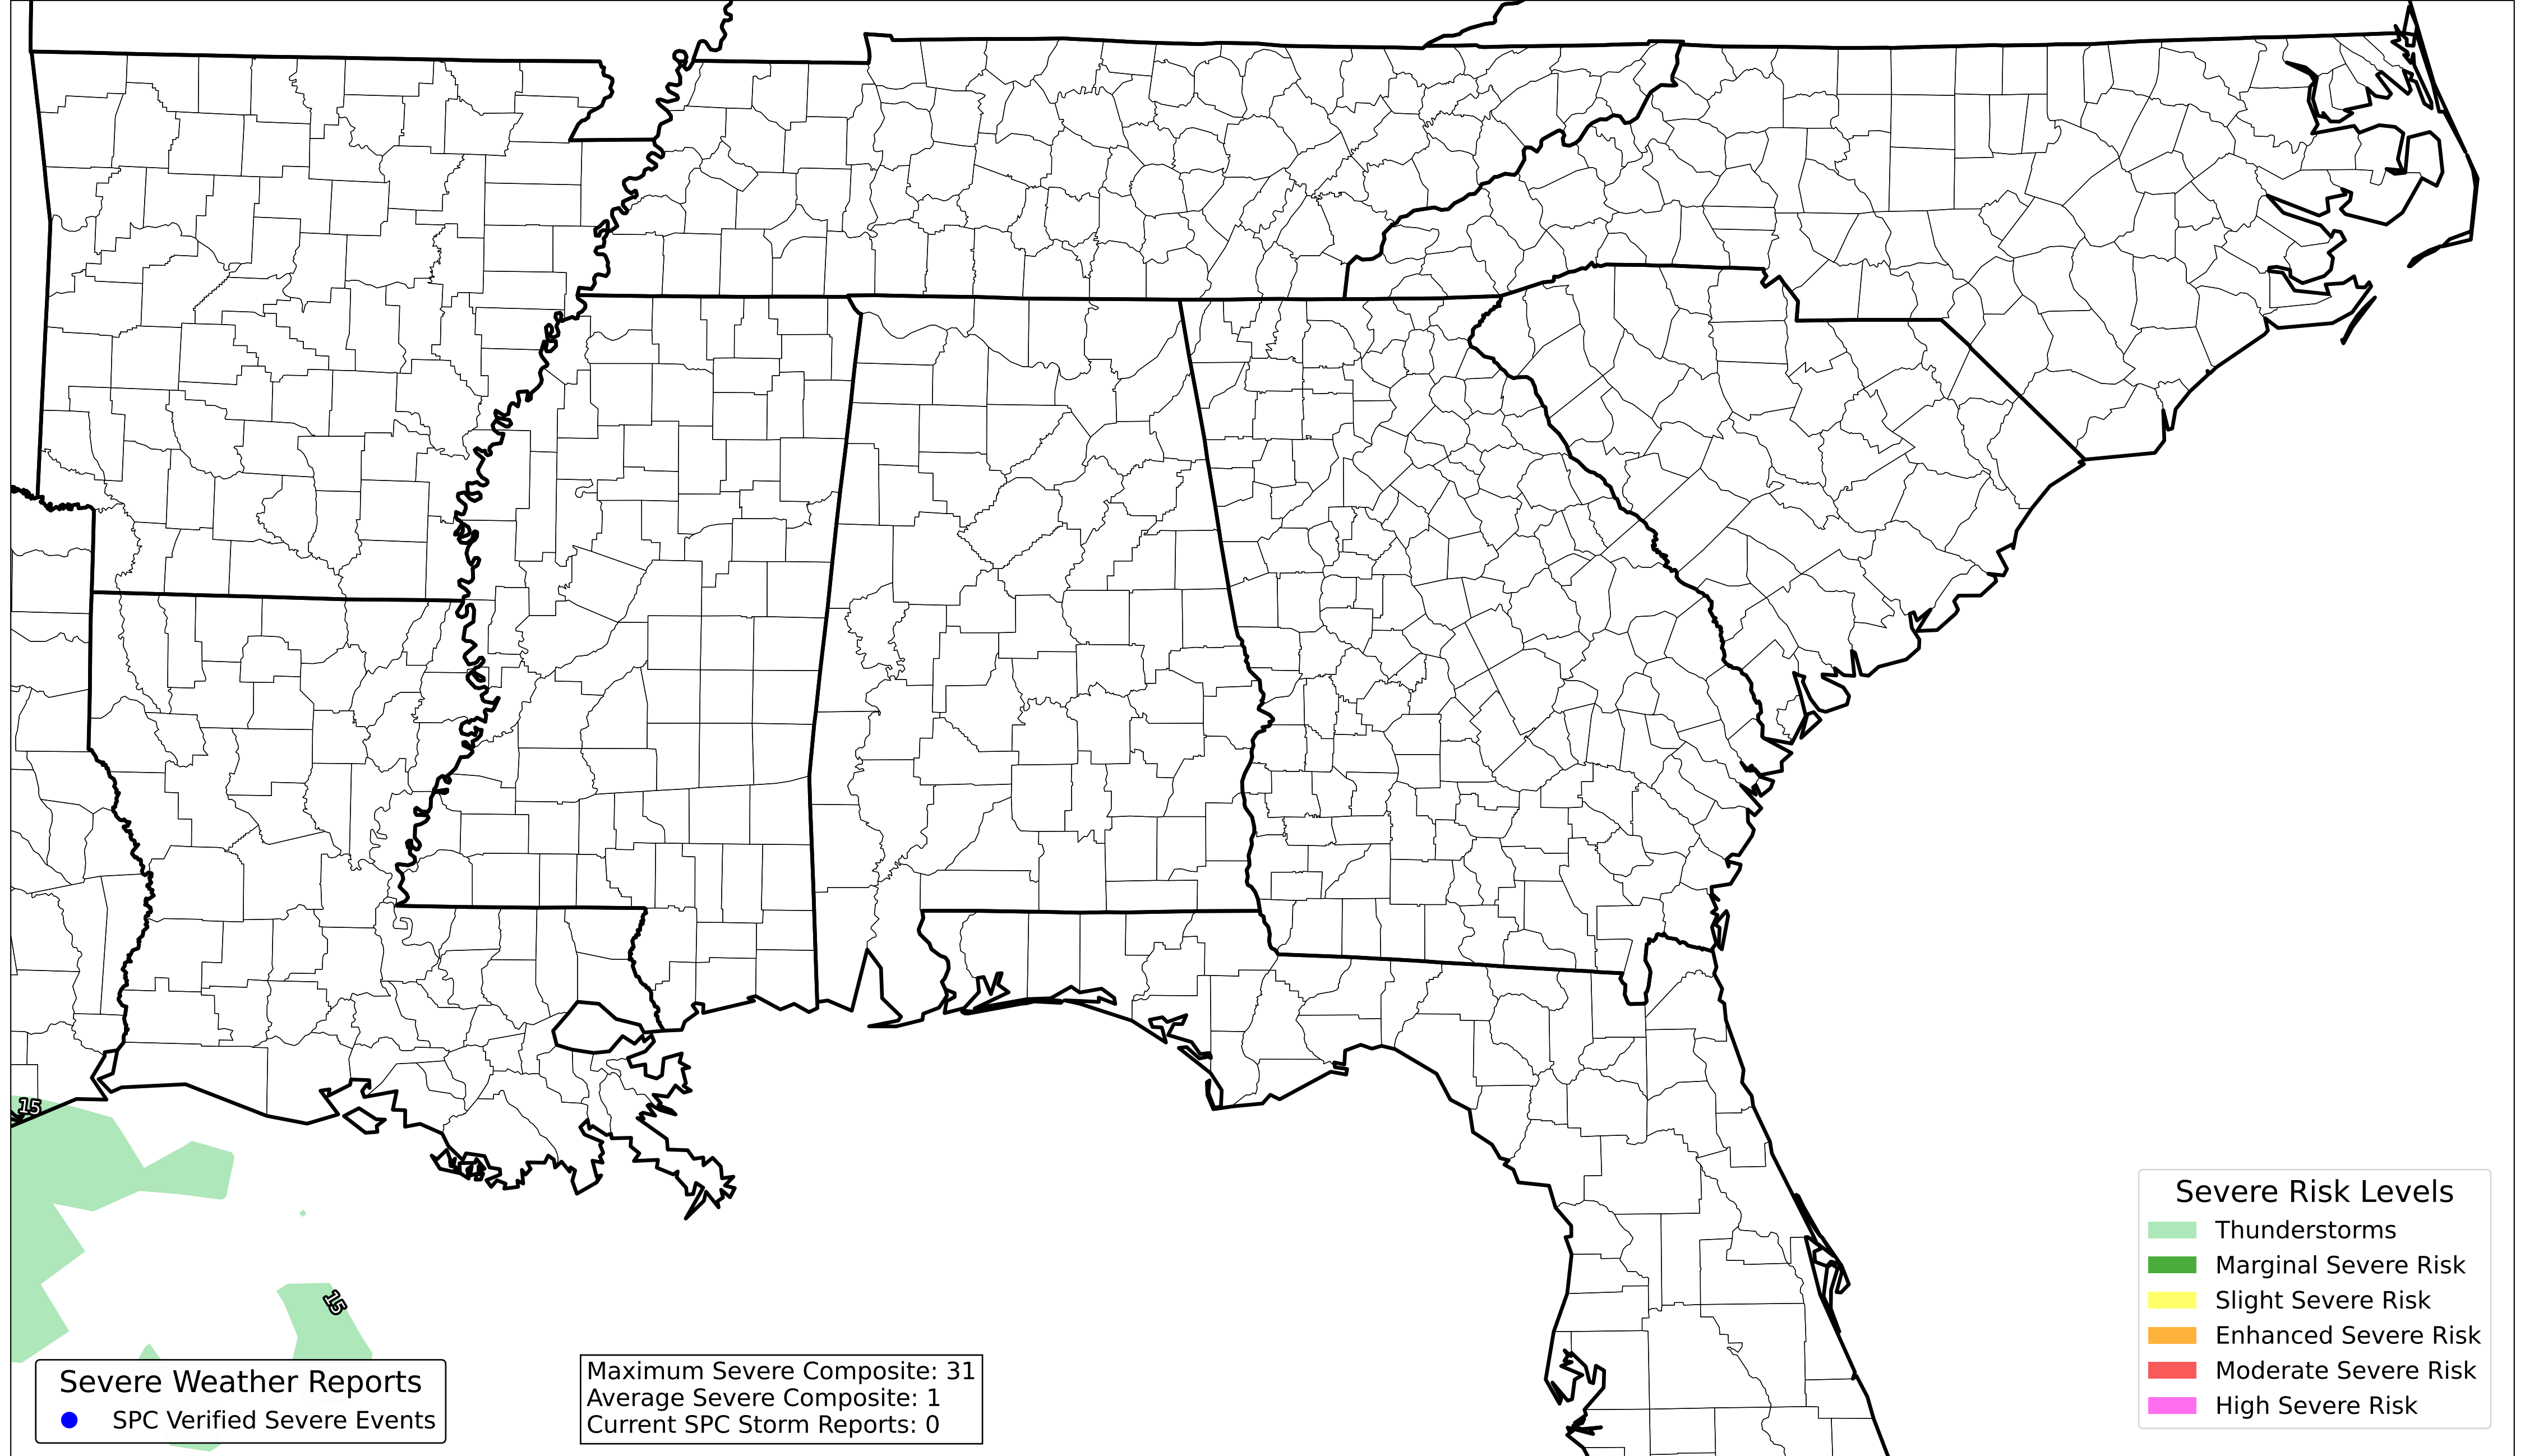 15
15
Severe Weather Reports
SPC Verified Severe Events
Maximum Severe Composite: 31
Average Severe Composite: 1
Current SPC Storm Reports: 0
Severe Risk Levels
Thunderstorms
Marginal Severe Risk
Slight Severe Risk
Enhanced Severe Risk
Moderate Severe Risk
High Severe Risk